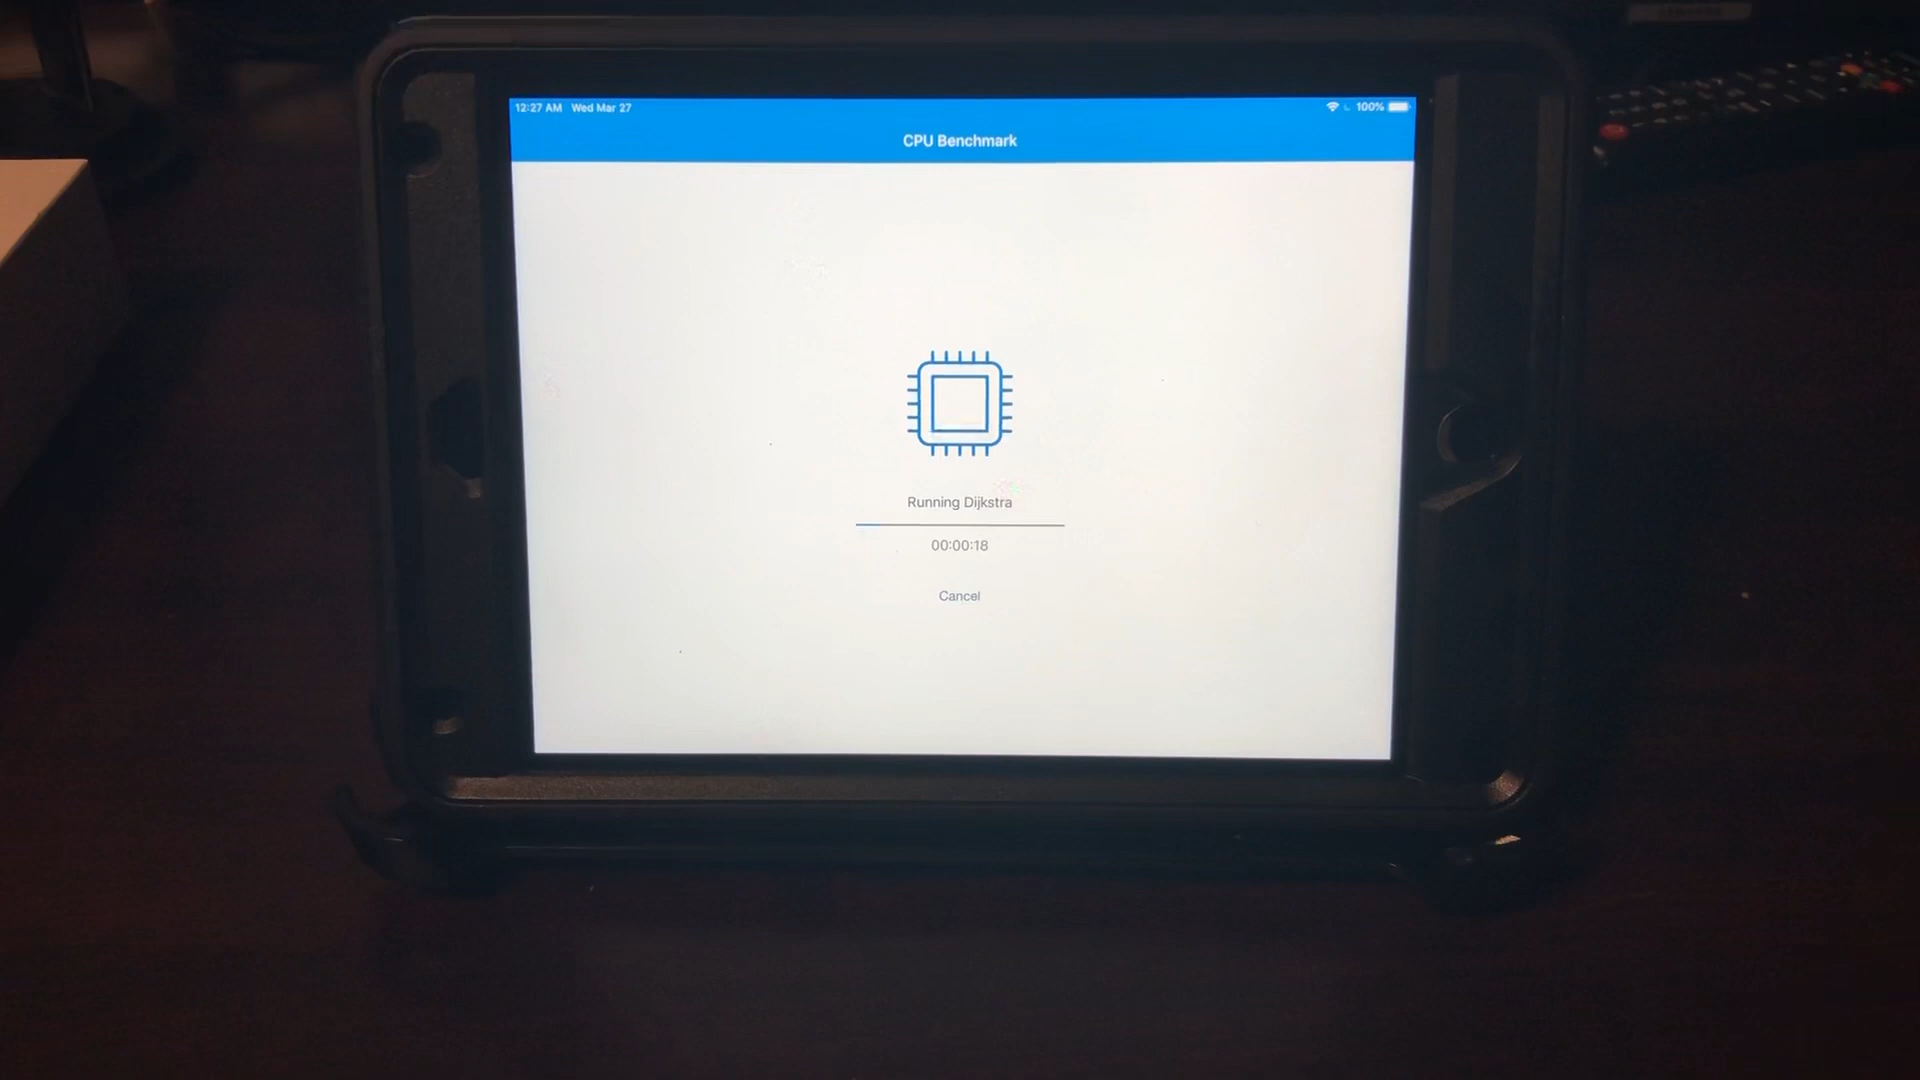 12:27 AM Wed Mar 27 100%
CPU Benchmark
Running Dijkstra
00:00:18
Cancel